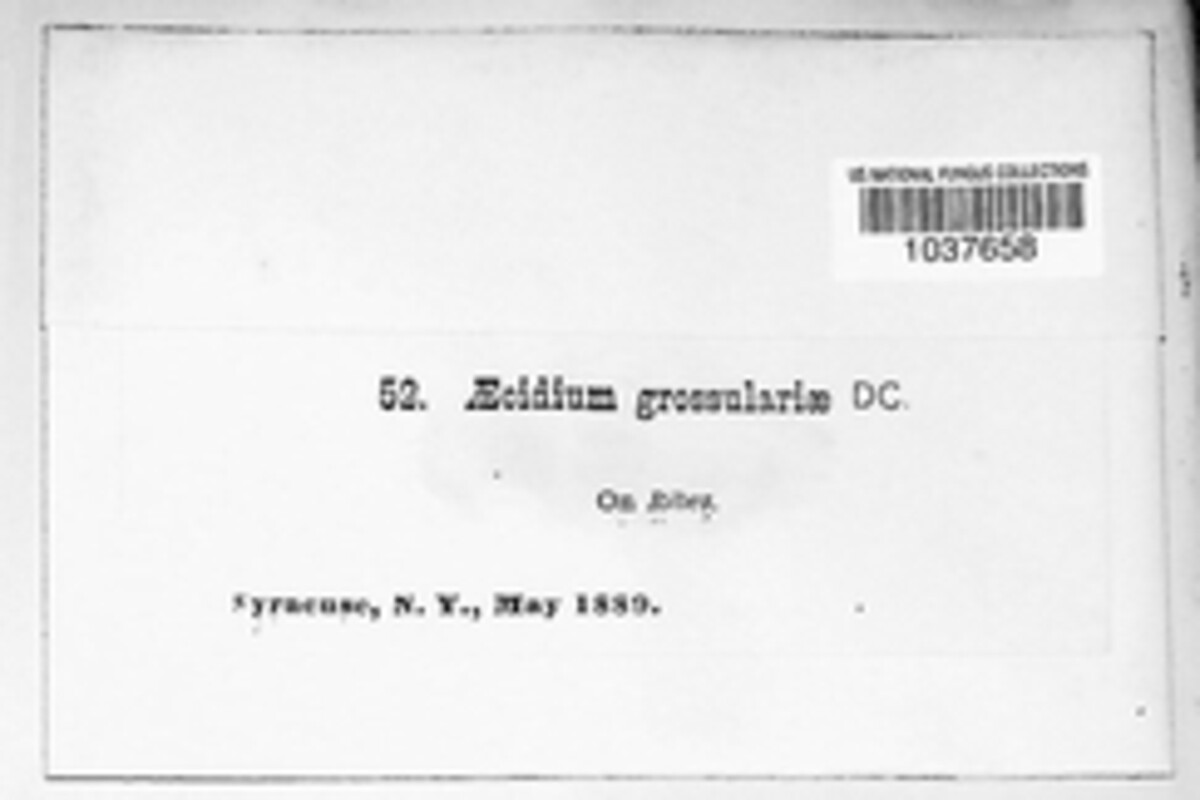 US NATIONAL FUNGUS COLLECTIONS
1037658
52. Æcidium grossulariæ DC.
On Ribes.
Syracuse, N. Y., May 1889.